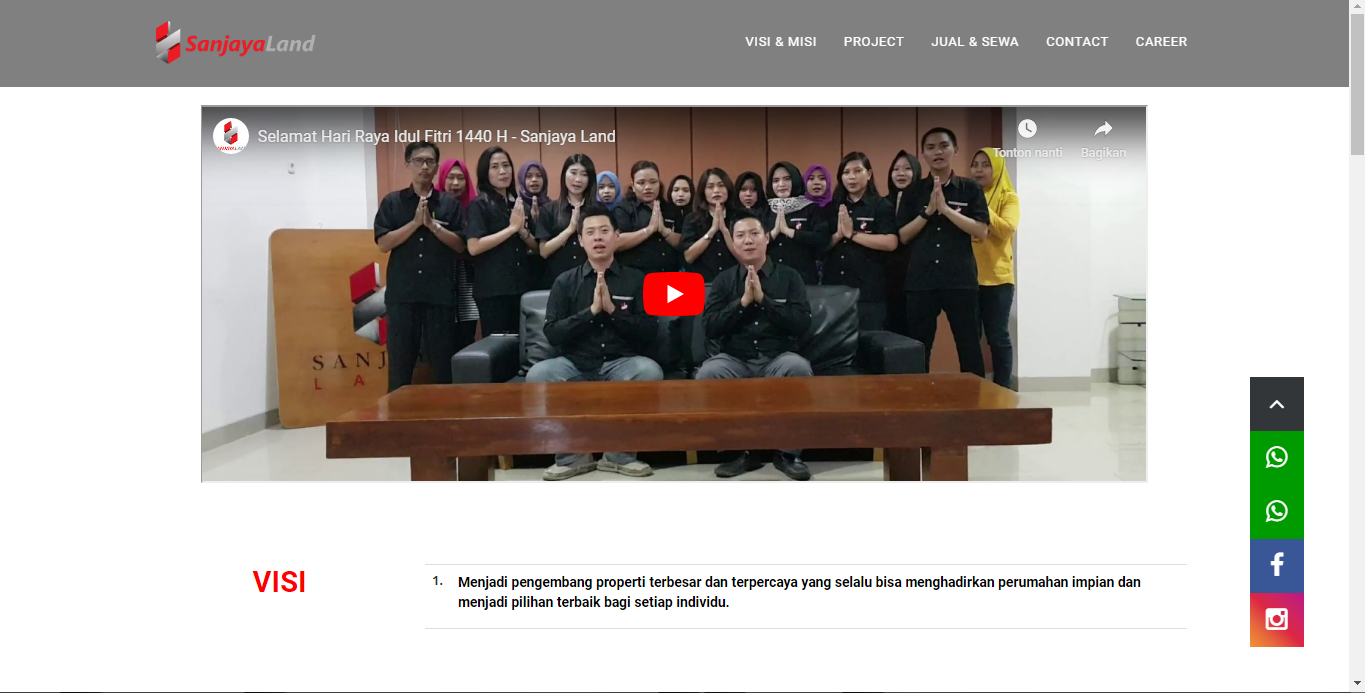 SanjayaLand
VISI & MISI PROJECT JUAL & SEWA CONTACT CAREER
Selamat Hari Raya Idul Fitri 1440 H - Sanjaya Land
Tonton nanti Bagikan
SANJ
LA
VISI
1. Menjadi pengembang properti terbesar dan terpercaya yang selalu bisa menghadirkan perumahan impian dan
menjadi pilihan terbaik bagi setiap individu.